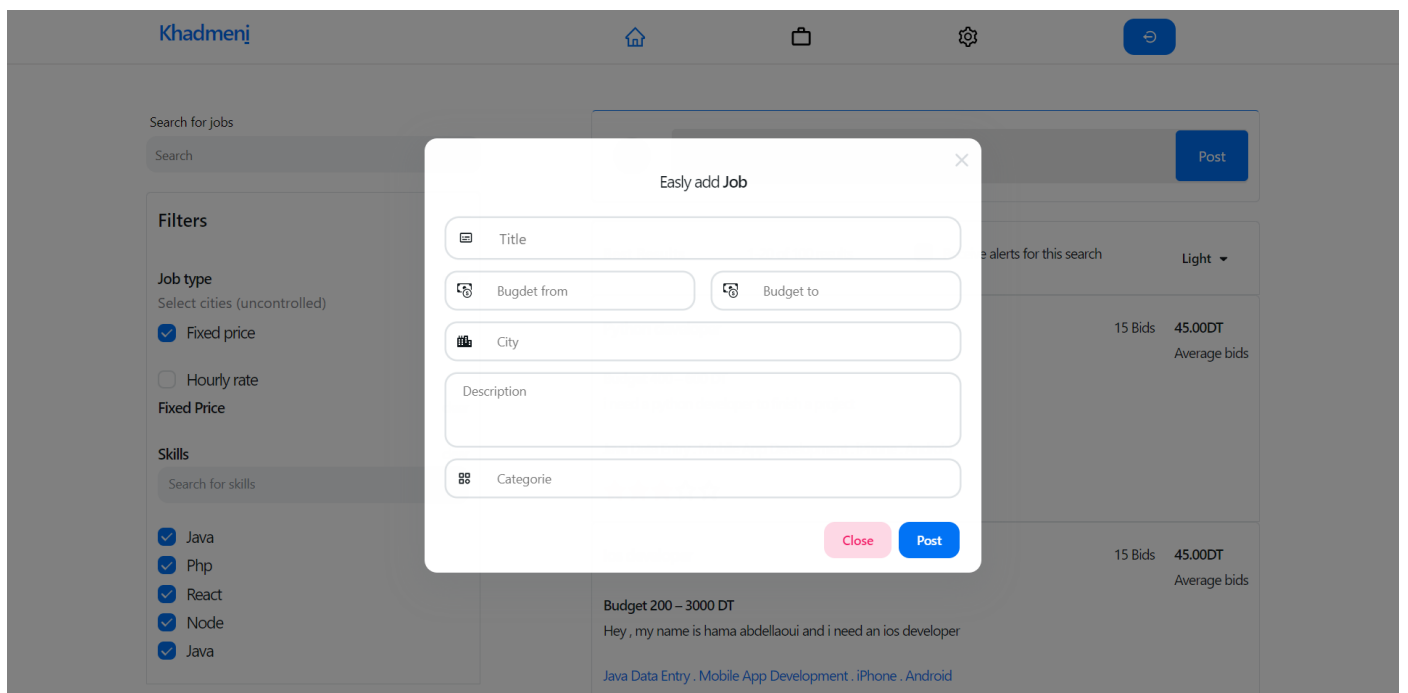 Khadmeni
Search for jobs
Search
Filters
Job type
Select cities (uncontrolled)
Fixed price
Hourly rate
Fixed Price
Skills
Search for skills
Java
Php
React
Node
Java
Easly add Job
Title
Bugdet from
Budget to
City
Description
Categorie
Close
Post
Post
alerts for this search
Light
15 Bids 45.00DT
Average bids
15 Bids 45.00DT
Average bids
Budget 200 – 3000 DT
Hey , my name is hama abdellaoui and i need an ios developer
Java Data Entry . Mobile App Development . iPhone . Android